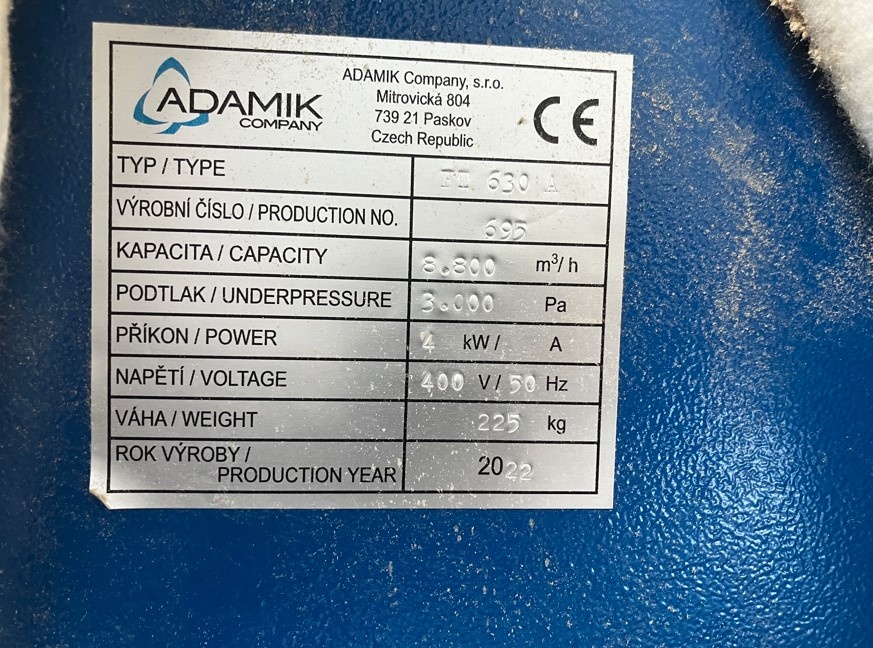 ADAMIK
COMPANY
ADAMIK Company, s.r.o.
Mitrovická 804
739 21 Paskov
Czech Republic
CE
TYP / TYPE 630 A
VÝROBNÍ ČÍSLO / PRODUCTION NO. 695
KAPACITA / CAPACITY 8.800 m³/ h
PODTLAK / UNDERPRESSURE 3.000 Pa
PŘÍKON / POWER 4 kW / A
NAPĚTÍ / VOLTAGE 400 V / 50 Hz
VÁHA / WEIGHT 225 kg
ROK VÝROBY /
PRODUCTION YEAR 2022